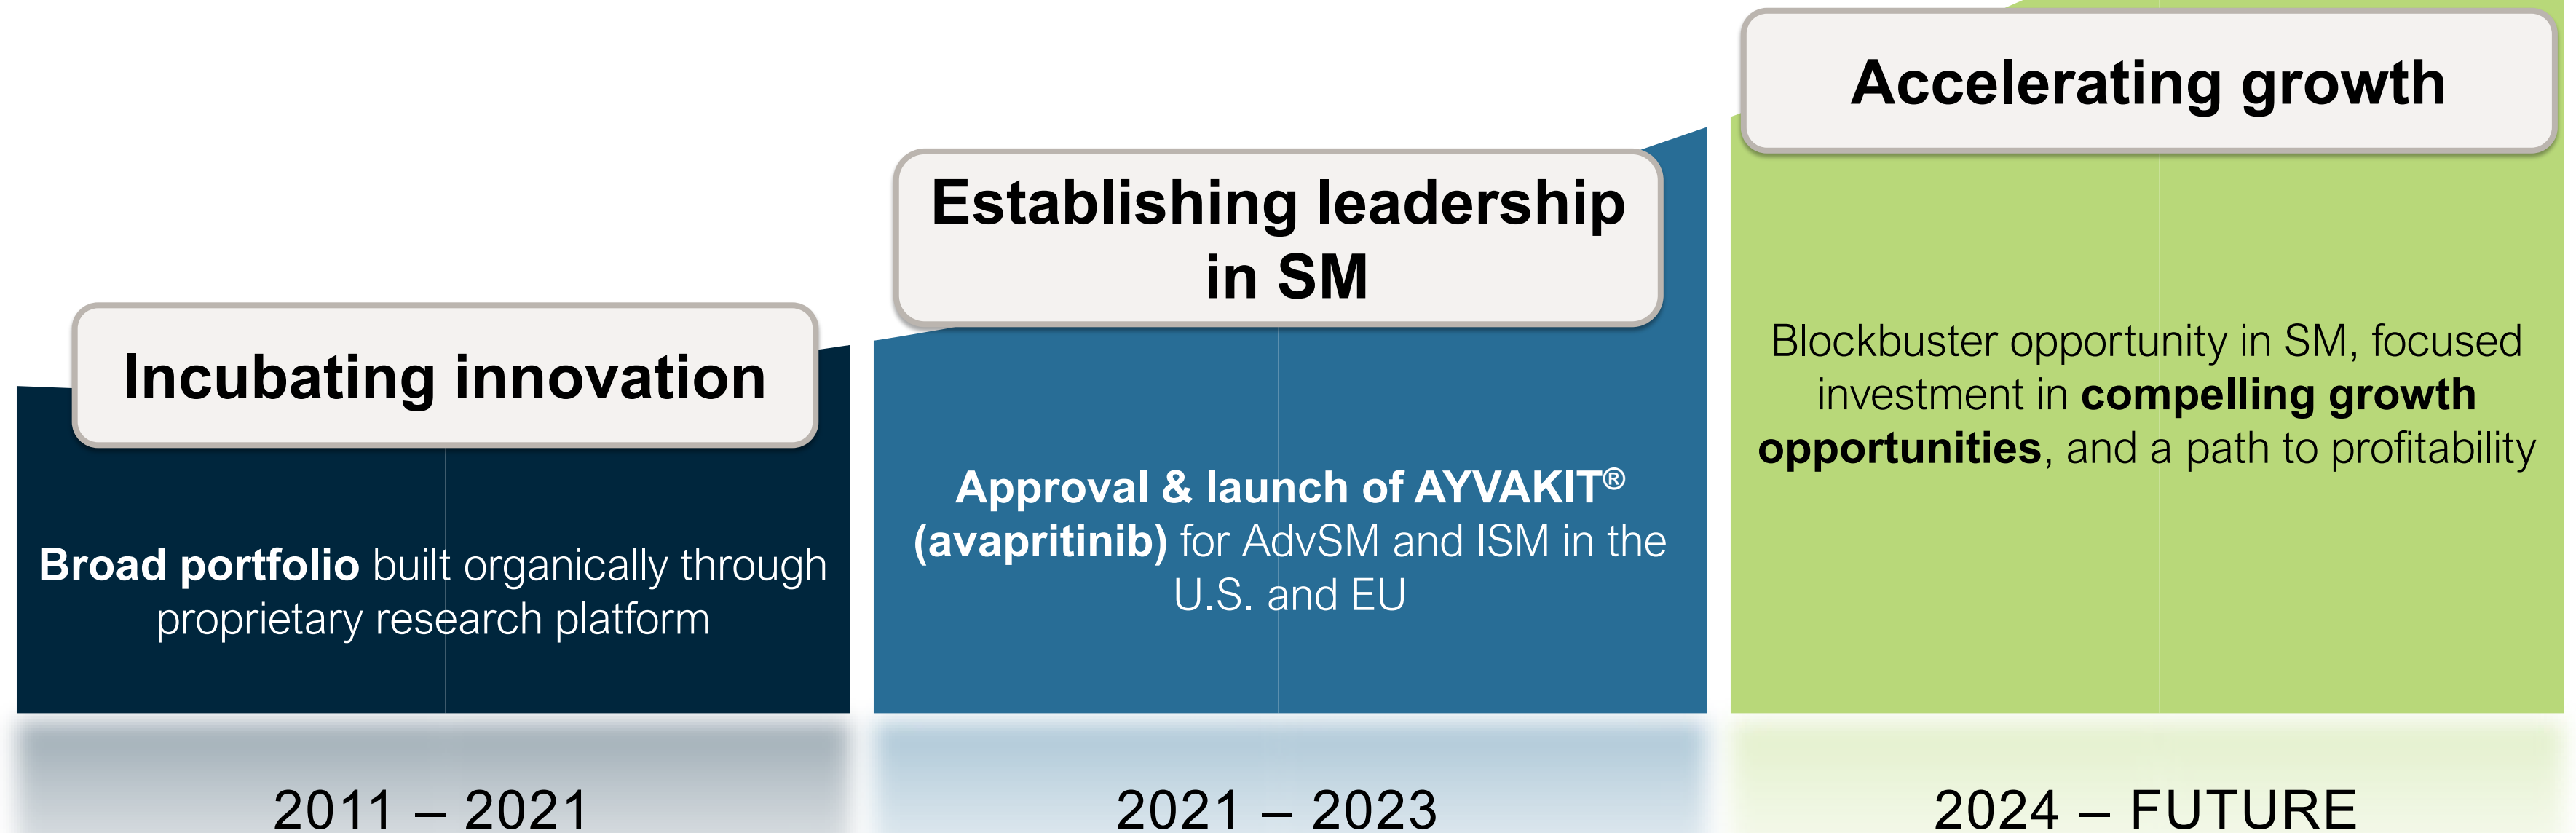 Incubating innovation
Broad portfolio built organically through
proprietary research platform
2011 – 2021
Establishing leadership
in SM
Approval & launch of AYVAKIT®
(avapritinib) for AdvSM and ISM in the
U.S. and EU
2021 – 2023
Accelerating growth
Blockbuster opportunity in SM, focused
investment in compelling growth
opportunities, and a path to profitability
2024 – FUTURE